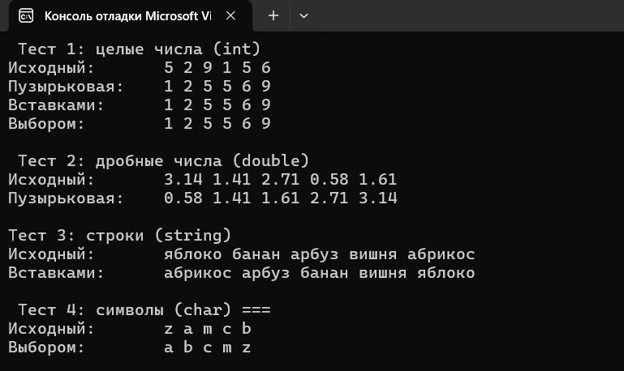 Консоль отладки Microsoft Vi
Тест 1: целые числа (int)
Исходный: 5 2 9 1 5 6
Пузырьковая: 1 2 5 5 6 9
Вставками: 1 2 5 5 6 9
Выбором: 1 2 5 5 6 9
Тест 2: дробные числа (double)
Исходный: 3.14 1.41 2.71 0.58 1.61
Пузырьковая: 0.58 1.41 1.61 2.71 3.14
Тест 3: строки (string)
Исходный: яблоко банан арбуз вишня абрикос
Вставками: абрикос арбуз банан вишня яблоко
Тест 4: символы (char) ===
Исходный: z a m c b
Выбором: a b c m z